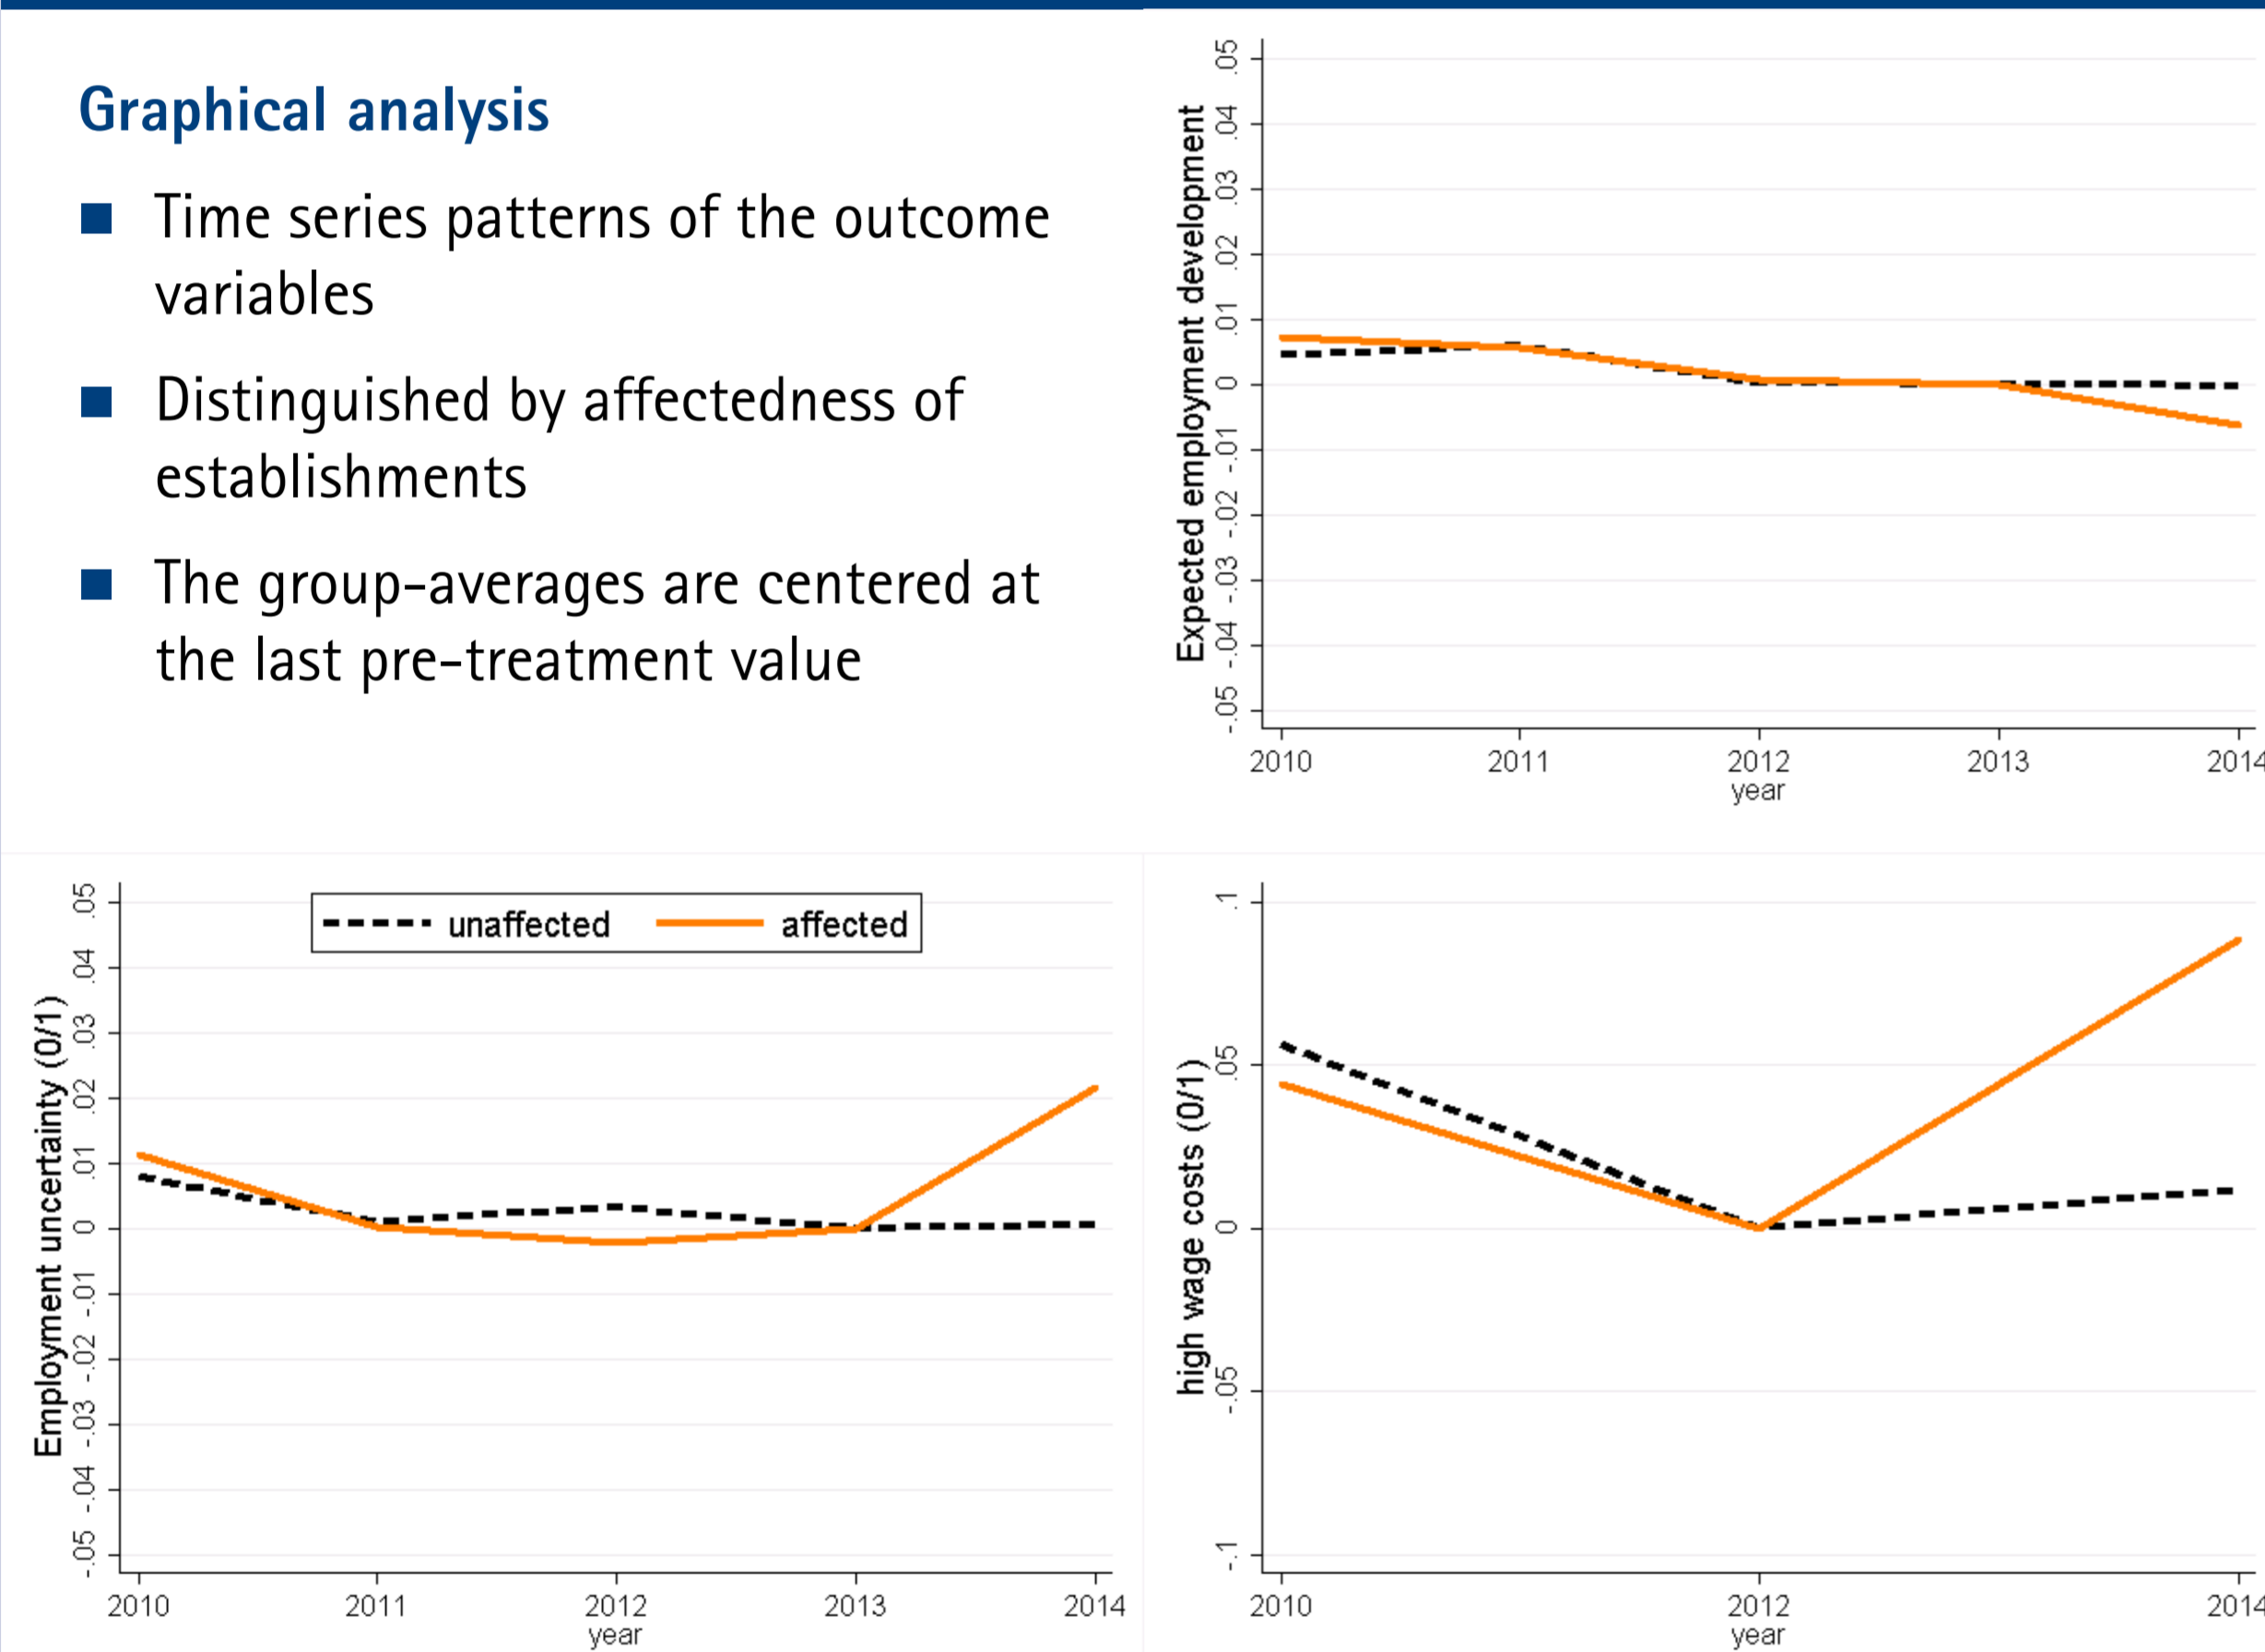 Graphical analysis
Time series patterns of the outcome
variables
Distinguished by affectedness of
establishments
The group-averages are centered at
the last pre-treatment value
Expected employment development
.05
.04
.03
.02
.01
0
-.01
-.02
-.03
-.04
-.05
2010 2011 2012 2013 2014
year
unaffected affected
Employment uncertainty (0/1)
.05
.04
.03
.02
.01
0
-.01
-.02
-.03
-.04
-.05
2010 2011 2012 2013 2014
year
high wage costs (0/1)
.1
.05
0
-.05
-.1
2010 2012 2014
year